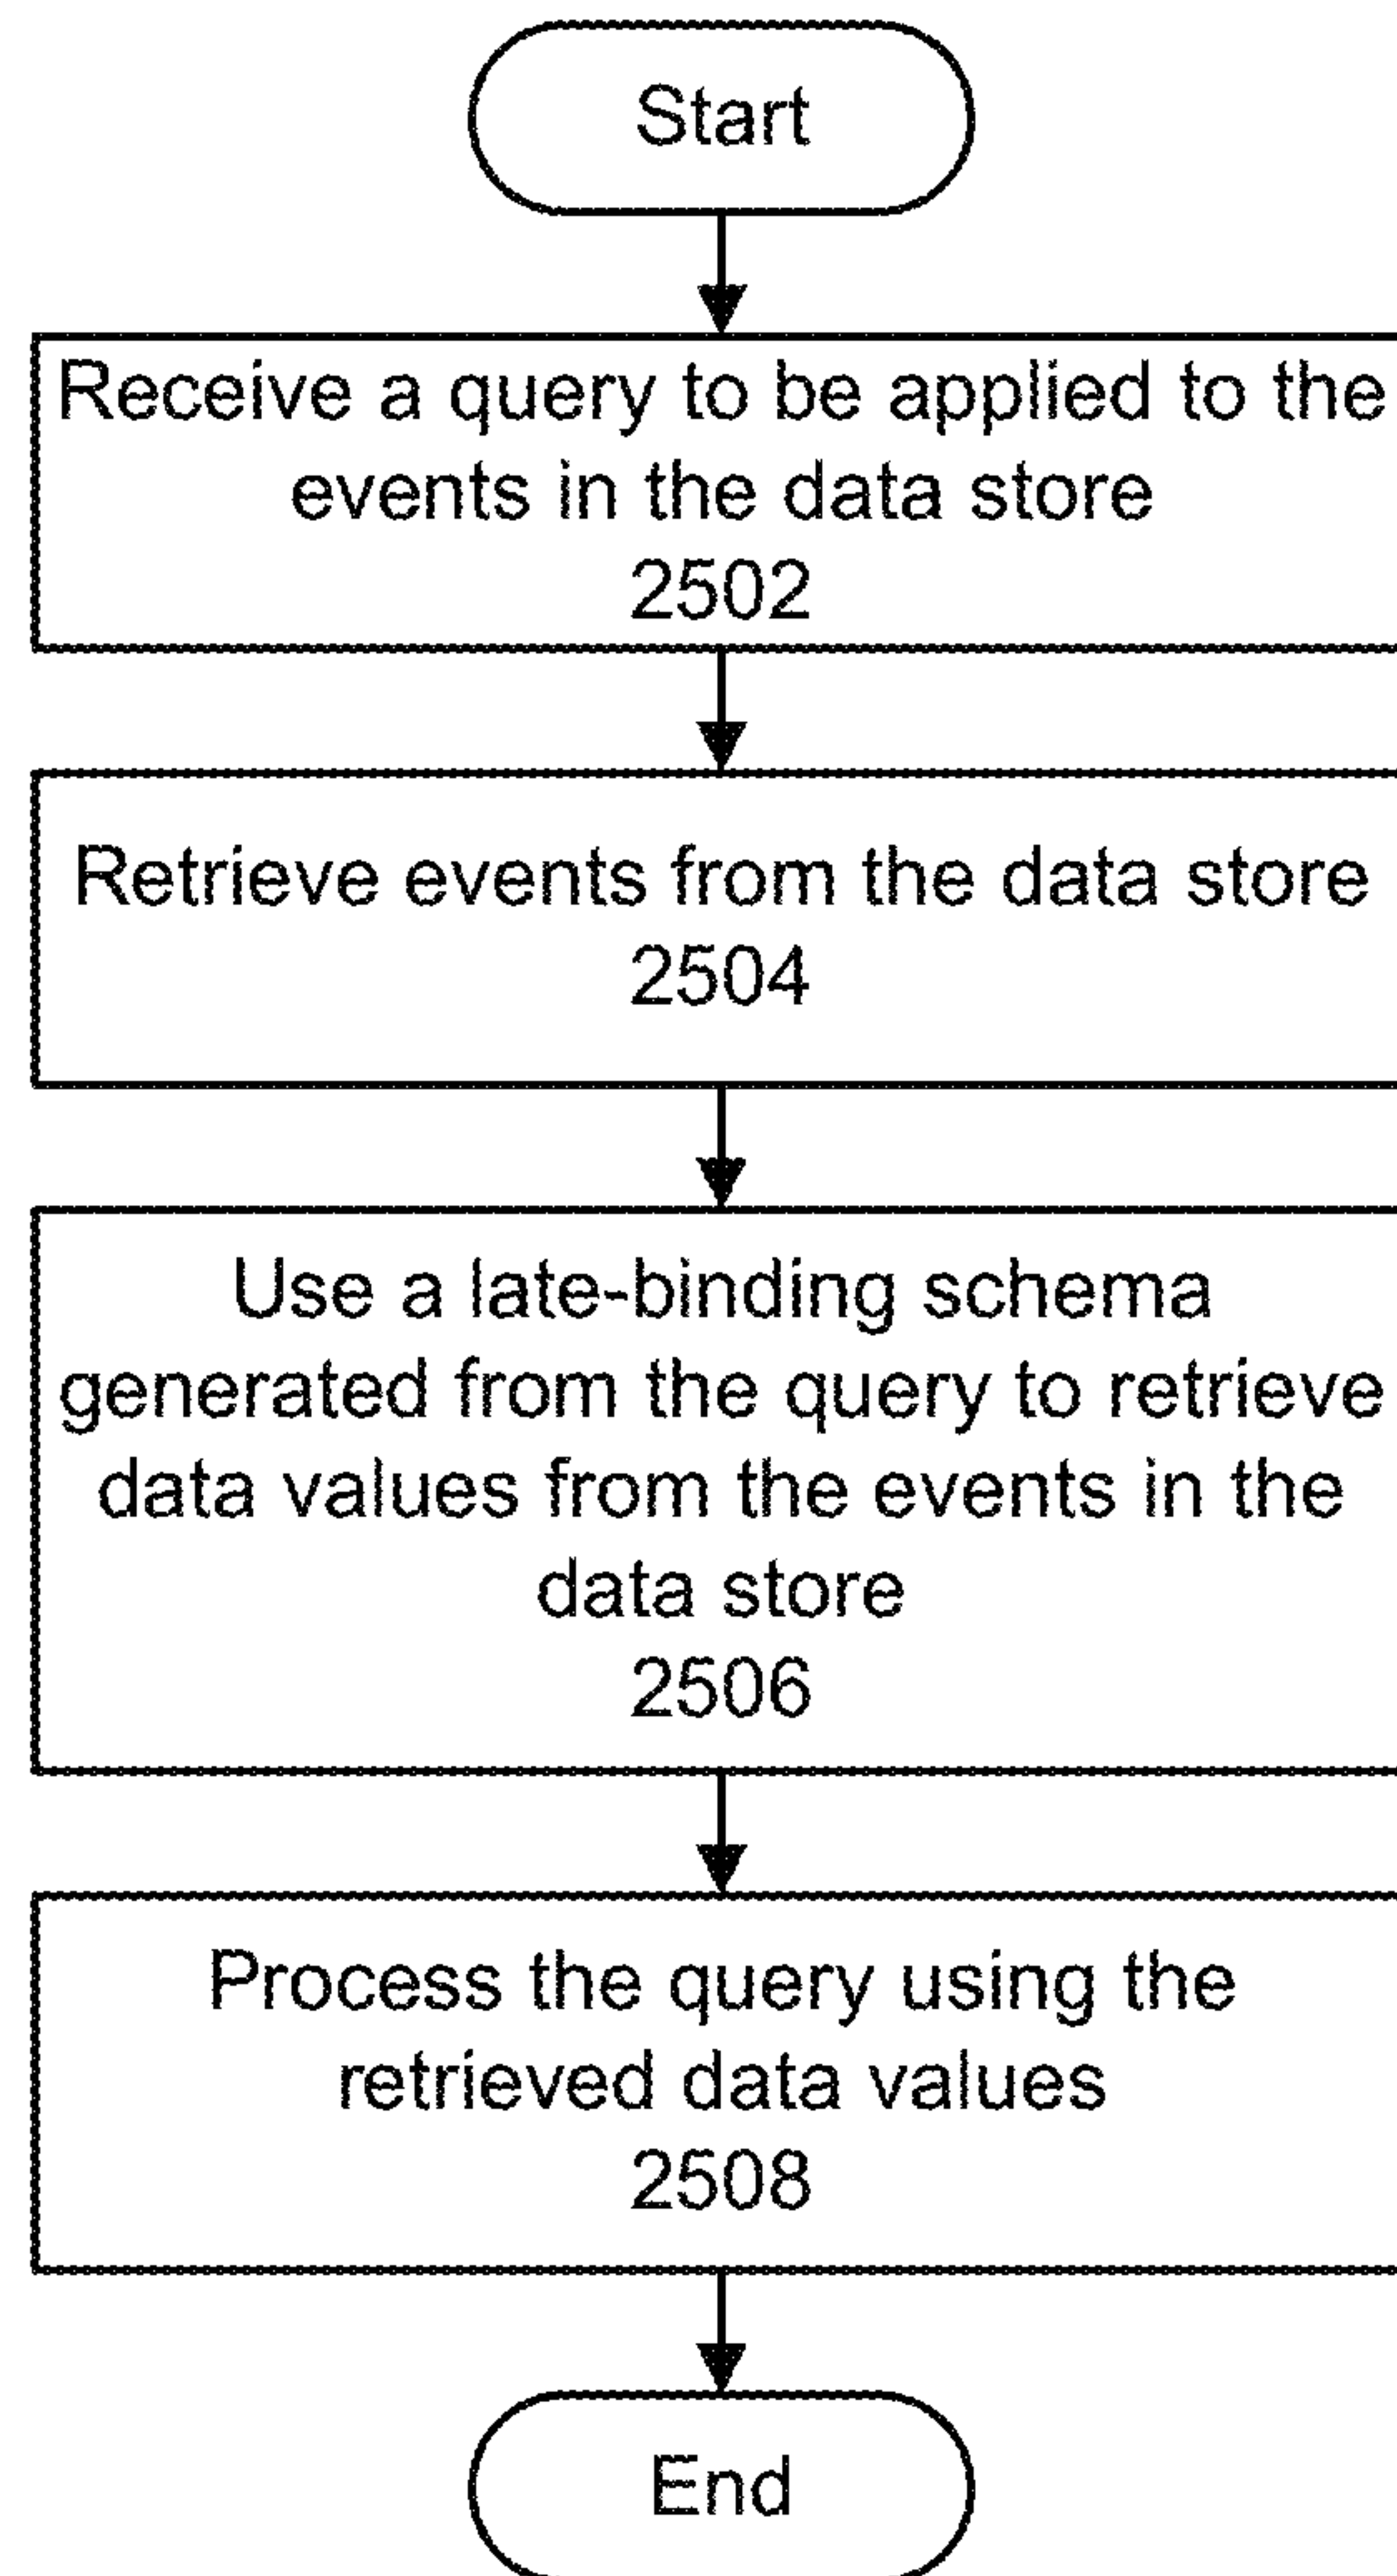 Start
Receive a query to be applied to the
events in the data store
2502
Retrieve events from the data store
2504
Use a late-binding schema
generated from the query to retrieve
data values from the events in the
data store
2506
Process the query using the
retrieved data values
2508
End